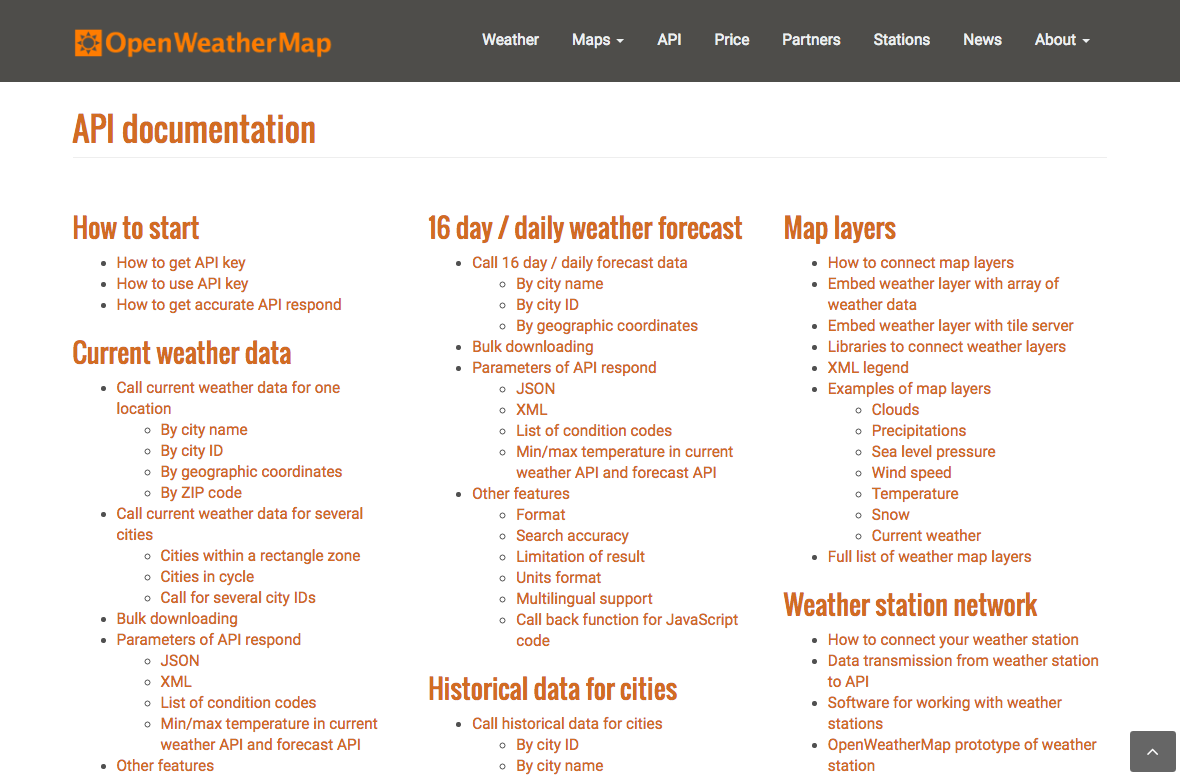 OpenWeatherMap
Weather Maps API Price Partners Stations News About
API documentation
How to start
How to get API key
How to use API key
How to get accurate API respond
Current weather data
Call current weather data for one
location
By city name
By city ID
By geographic coordinates
By ZIP code
Call current weather data for several
cities
Cities within a rectangle zone
Cities in cycle
Call for several city IDs
Bulk downloading
Parameters of API respond
JSON
XML
List of condition codes
Min/max temperature in current
weather API and forecast API
Other features
16 day / daily weather forecast
Call 16 day / daily forecast data
By city name
By city ID
By geographic coordinates
Bulk downloading
Parameters of API respond
JSON
XML
List of condition codes
Min/max temperature in current
weather API and forecast API
Other features
Format
Search accuracy
Limitation of result
Units format
Multilingual support
Call back function for JavaScript
code
Historical data for cities
Call historical data for cities
By city ID
By city name
Map layers
How to connect map layers
Embed weather layer with array of
weather data
Embed weather layer with tile server
Libraries to connect weather layers
XML legend
Examples of map layers
Clouds
Precipitations
Sea level pressure
Wind speed
Temperature
Snow
Current weather
Full list of weather map layers
Weather station network
How to connect your weather station
Data transmission from weather station
to API
Software for working with weather
stations
OpenWeatherMap prototype of weather
station